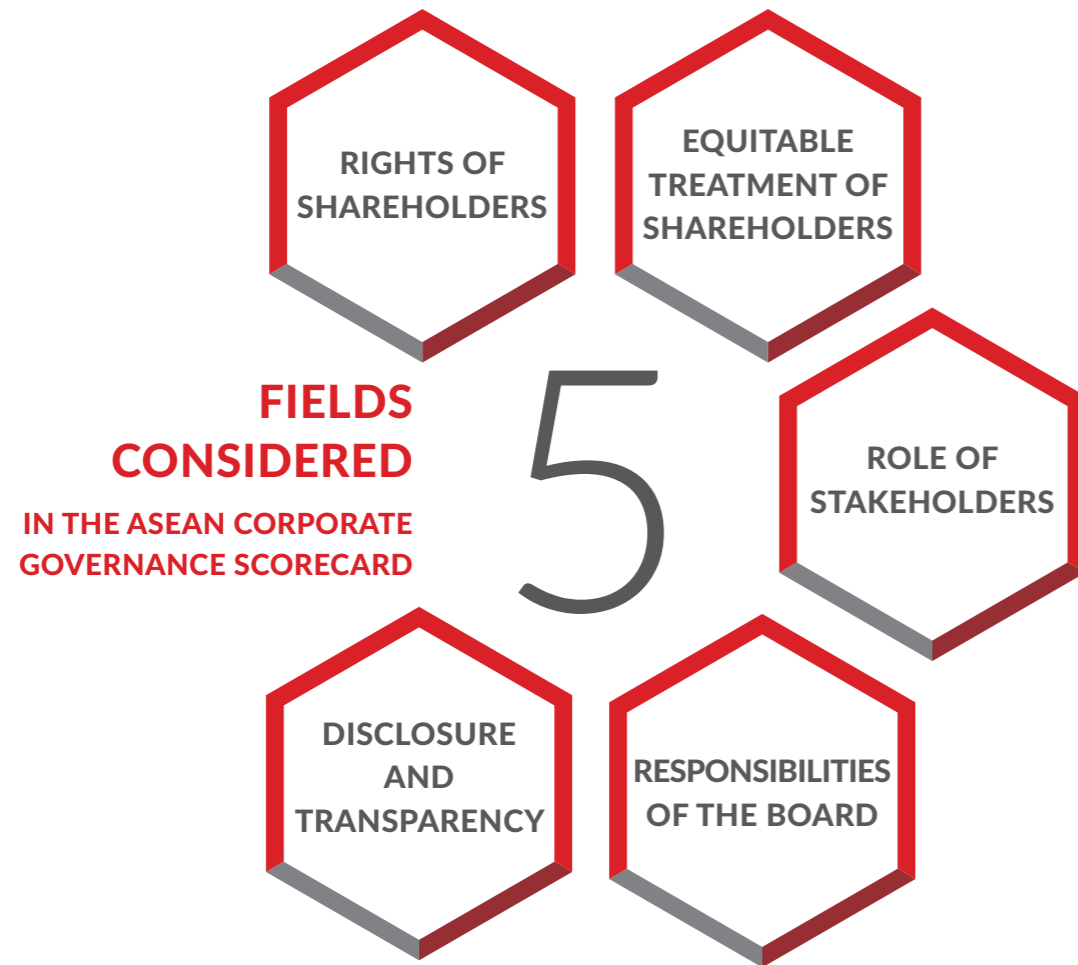 RIGHTS OF
SHAREHOLDERS
EQUITABLE
TREATMENT OF
SHAREHOLDERS
5
FIELDS
CONSIDERED
IN THE ASEAN CORPORATE
GOVERNANCE SCORECARD
ROLE OF
STAKEHOLDERS
DISCLOSURE
AND
TRANSPARENCY
RESPONSIBILITIES
OF THE BOARD